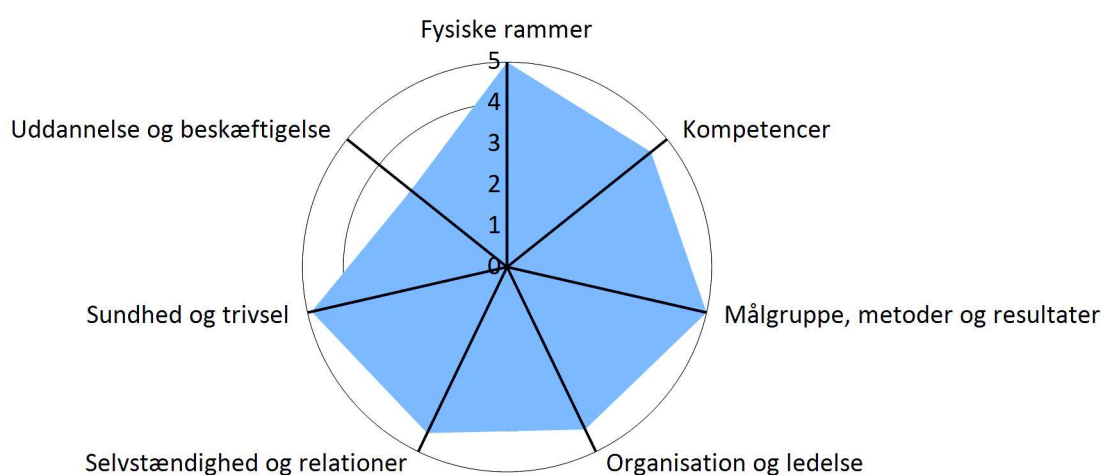 Fysiske rammer
5
4
3
2
1
0
Uddannelse og beskæftigelse
Kompetencer
Sundhed og trivsel
Målgruppe, metoder og resultater
Selvstændighed og relationer
Organisation og ledelse